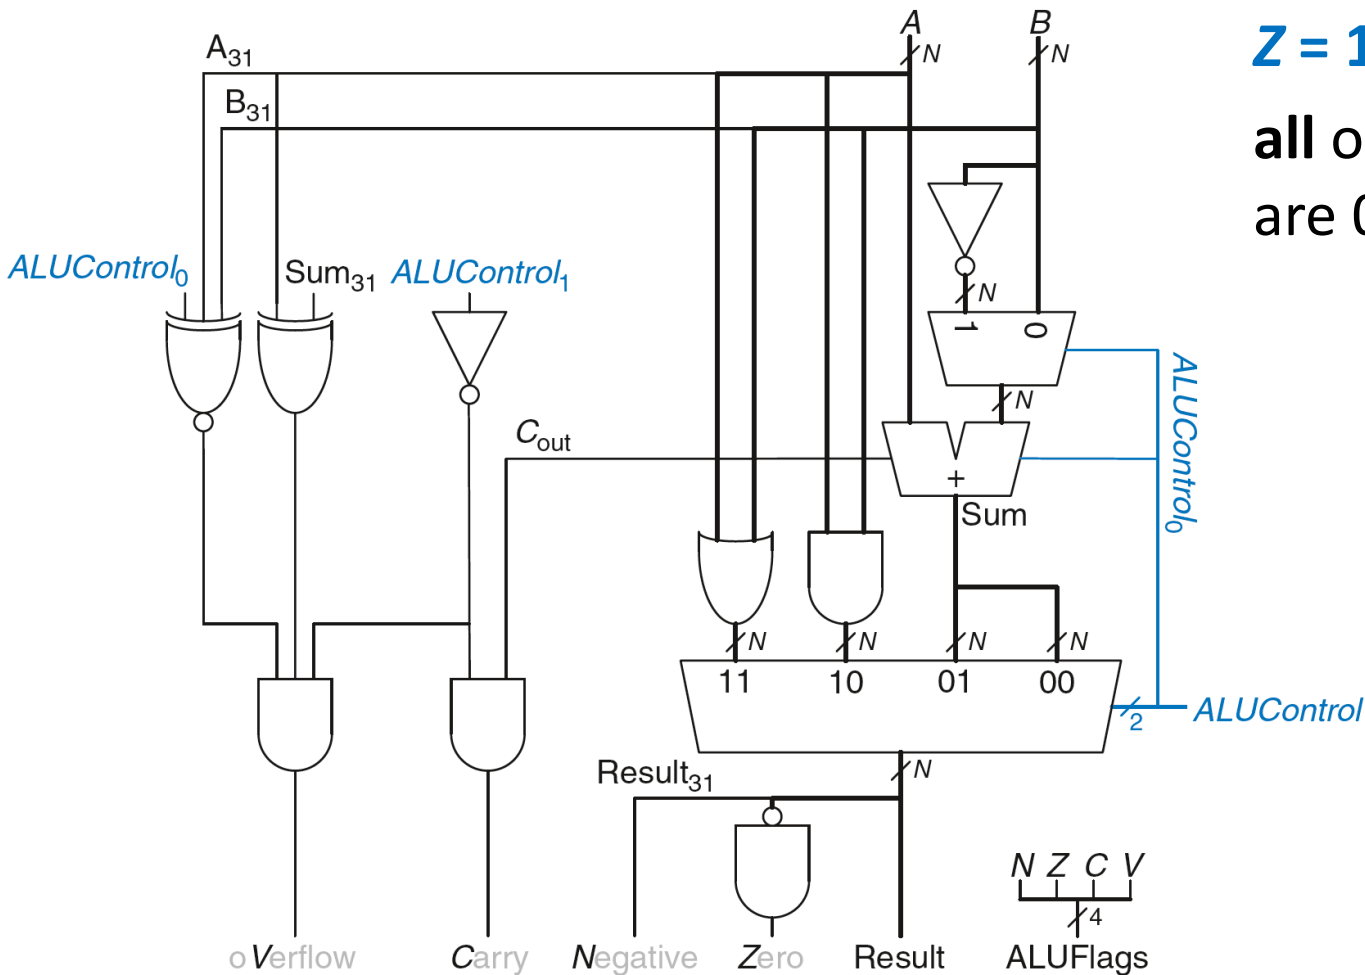 A B
Z = 1
A31 N N
B31
all o
are 0
ALUControl0 Sum31 ALUControl1
N
1 0
ALUControl0
N
Cout
+
Sum
N N N N
11 10 01 00
2 ALUControl
Result31 N
N Z C V
4
oVerflow Carry Negative Zero Result ALUFlags